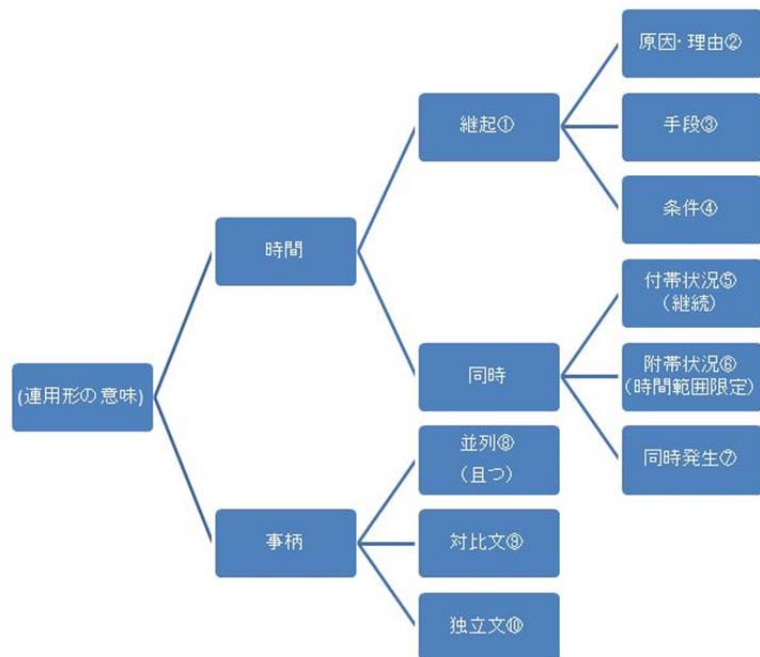 原因・理由②
継起①
手段③
条件④
時間
付帯状況⑤
(継続)
同時
附帯状況⑥
(時間範囲限定)
(連用形の意味)
並列⑧
(且つ)
同時発生⑦
事柄
対比文⑨
独立文⑩